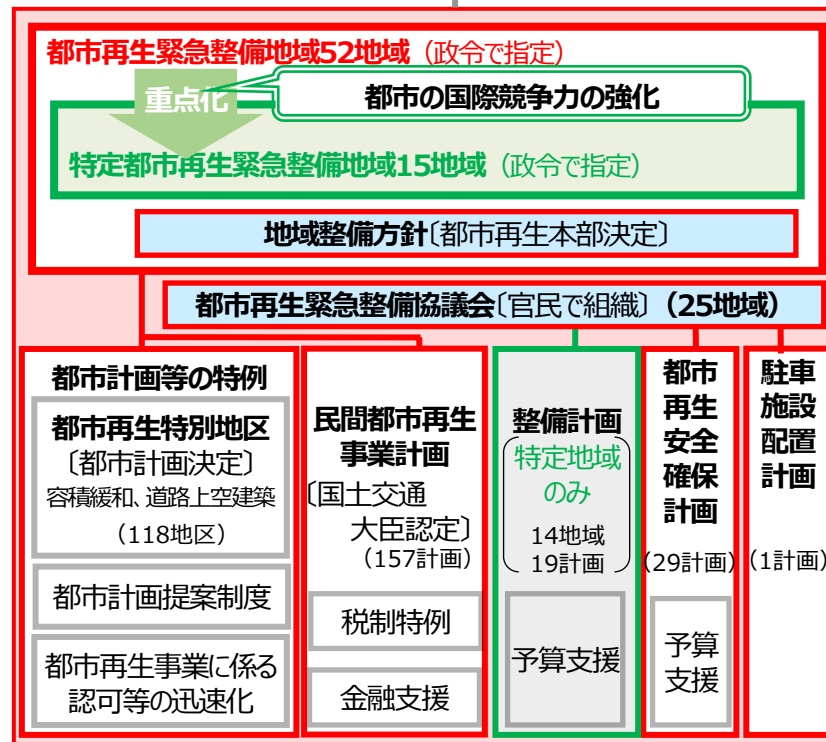 都市再生緊急整備地域52地域（政令で指定）
重点化
都市の国際競争力の強化
特定都市再生緊急整備地域15地域（政令で指定）
地域整備方針〔都市再生本部決定〕
都市再生緊急整備協議会〔官民で組織〕（25地域）
都市計画等の特例
都市再生特別地区
〔都市計画決定〕
容積緩和、道路上空建築
（118地区）
都市計画提案制度
都市再生事業に係る
認可等の迅速化
民間都市再生
事業計画
〔国土交通
大臣認定〕
（157計画）
税制特例
金融支援
整備計画
特定地域
のみ
14地域
19計画
予算支援
都市
再生
安全
確保
計画
（29計画）
予算
支援
駐車
施設
配置
計画
（1計画）